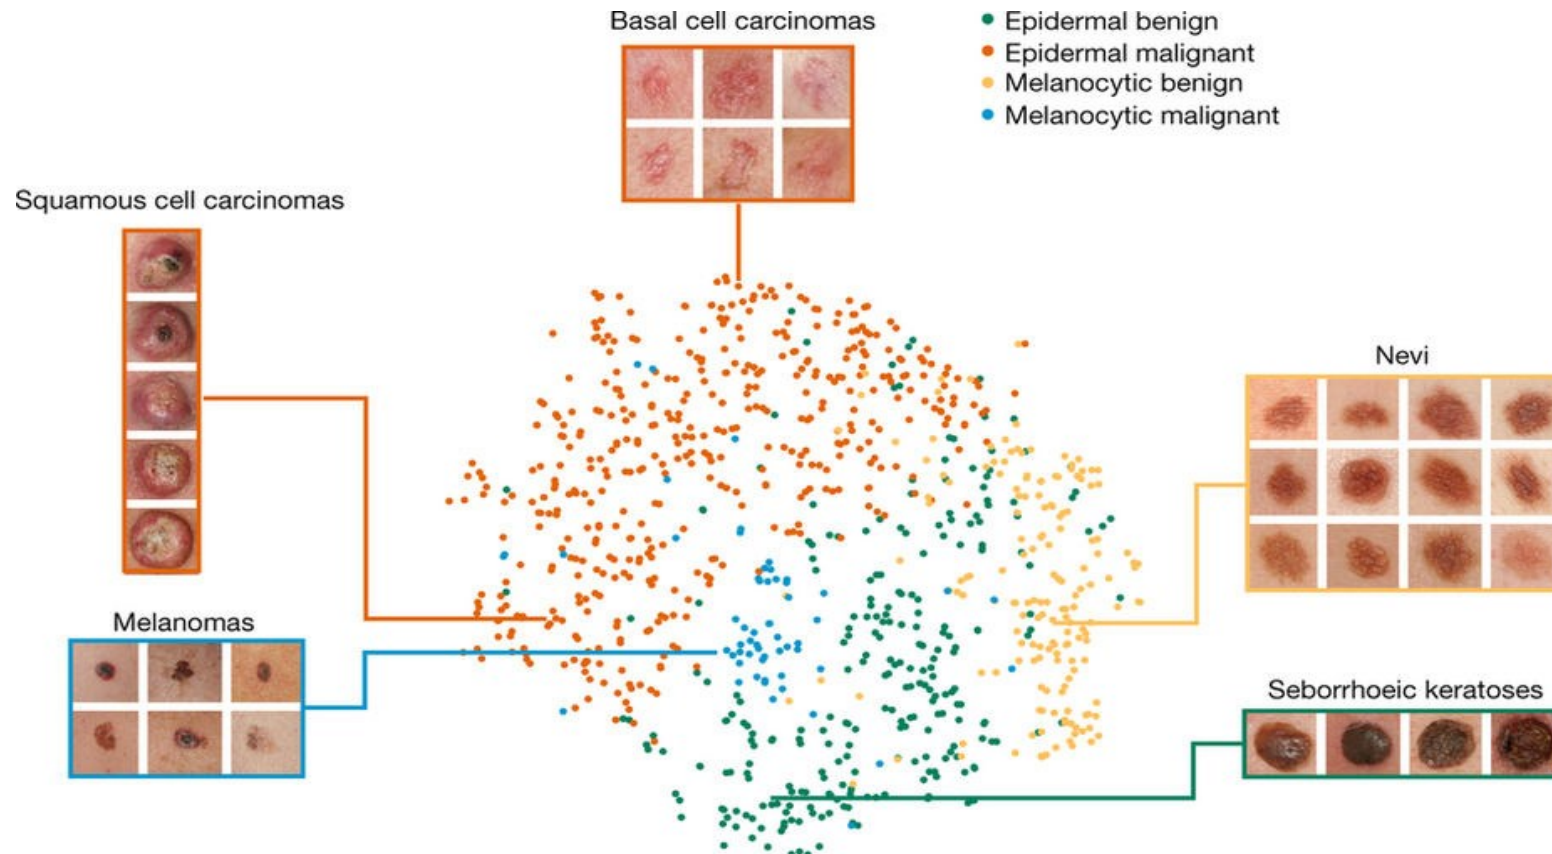 Basal cell carcinomas
Epidermal benign
Epidermal malignant
Melanocytic benign
Melanocytic malignant
Squamous cell carcinomas
Nevi
Melanomas
Seborrhoeic keratoses